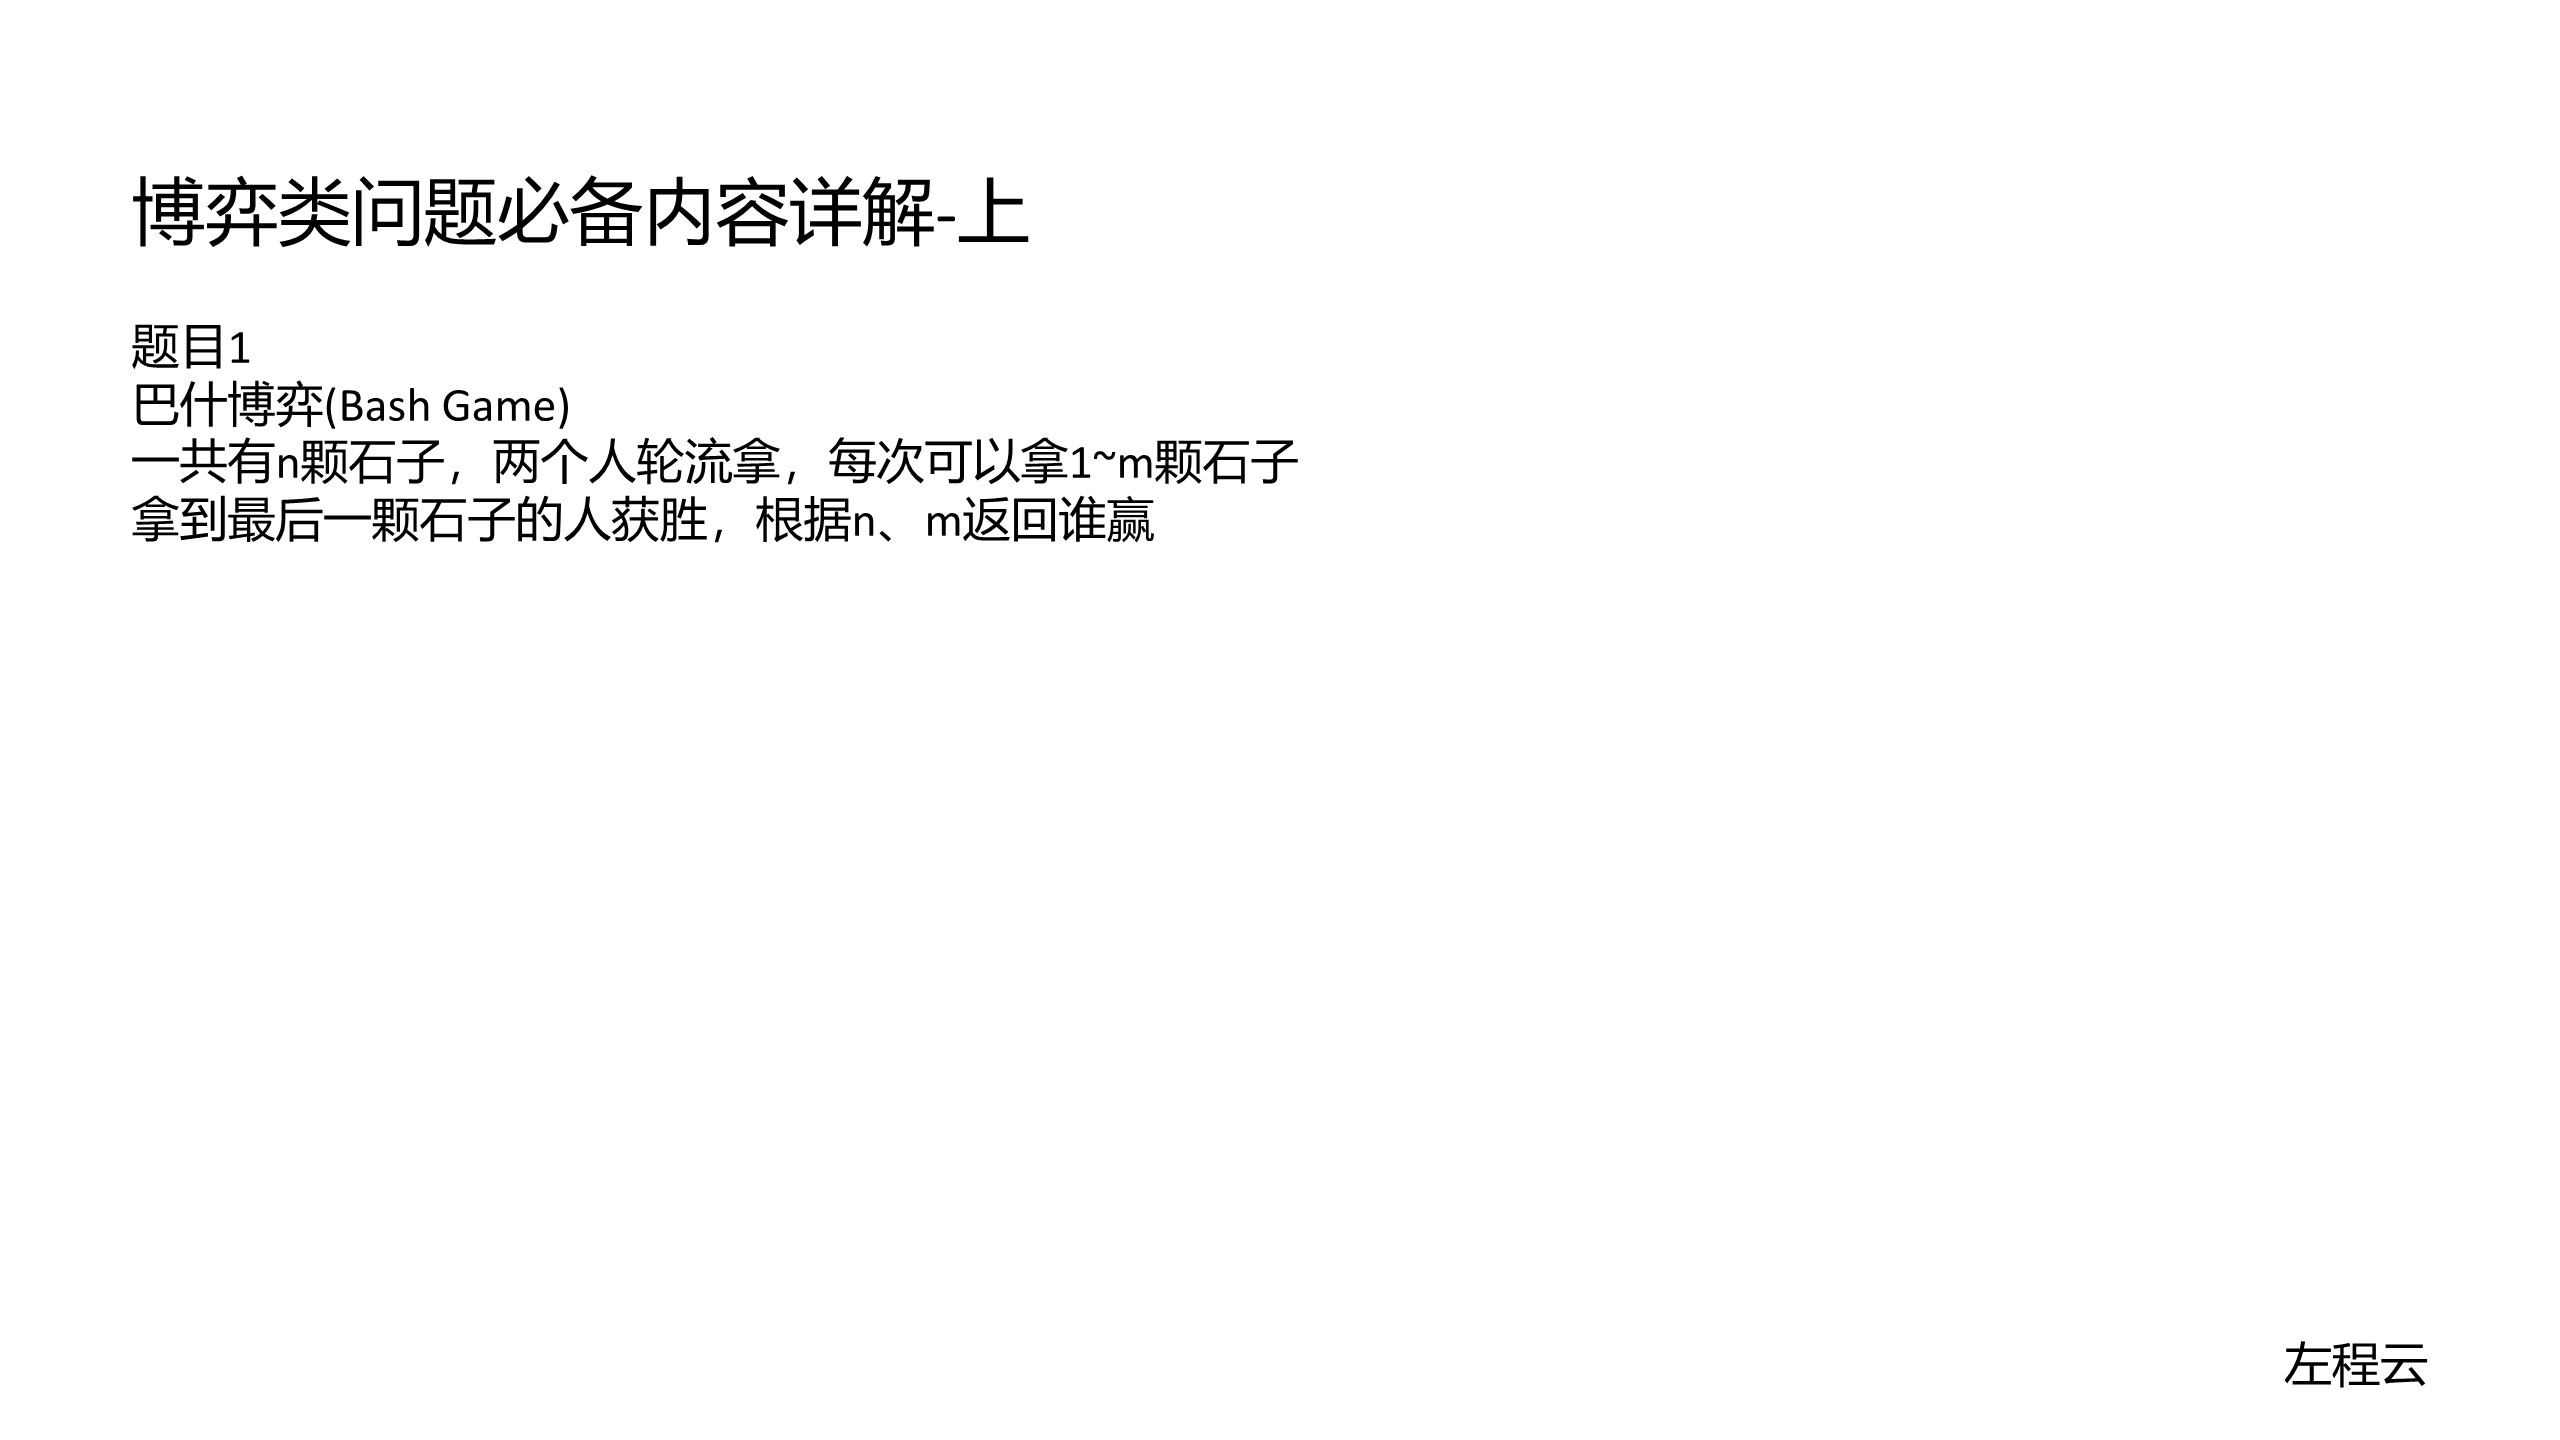 博弈类问题必备内容详解-上
题目1
巴什博弈(Bash Game)
一共有n颗石子，两个人轮流拿，每次可以拿1~m颗石子
拿到最后一颗石子的人获胜，根据n、m返回谁赢
左程云